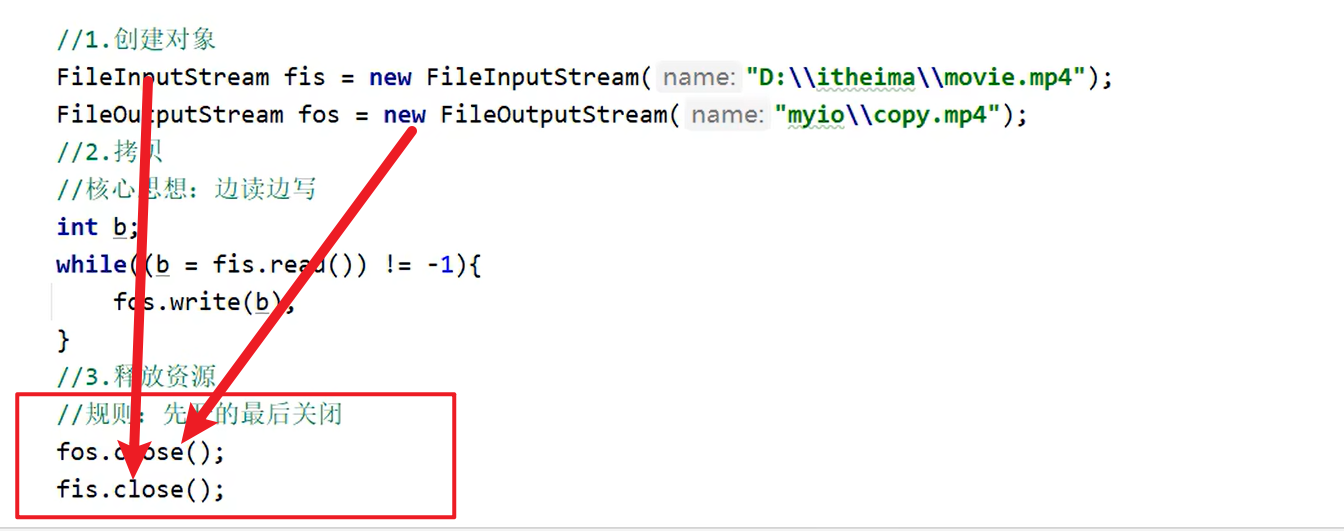 //1.创建对象
FileInputStream fis = new FileInputStream( name: "D:\\itheima\\movie.mp4");
FileOutputStream fos = new FileOutputStream( name: "myio\\copy.mp4");
//2.拷贝
//核心思想：边读边写
int b;
while((b = fis.read()) != -1){
fos.write(b);
}
//3.释放资源
//规则：先开的最后关闭
fos.close();
fis.close();